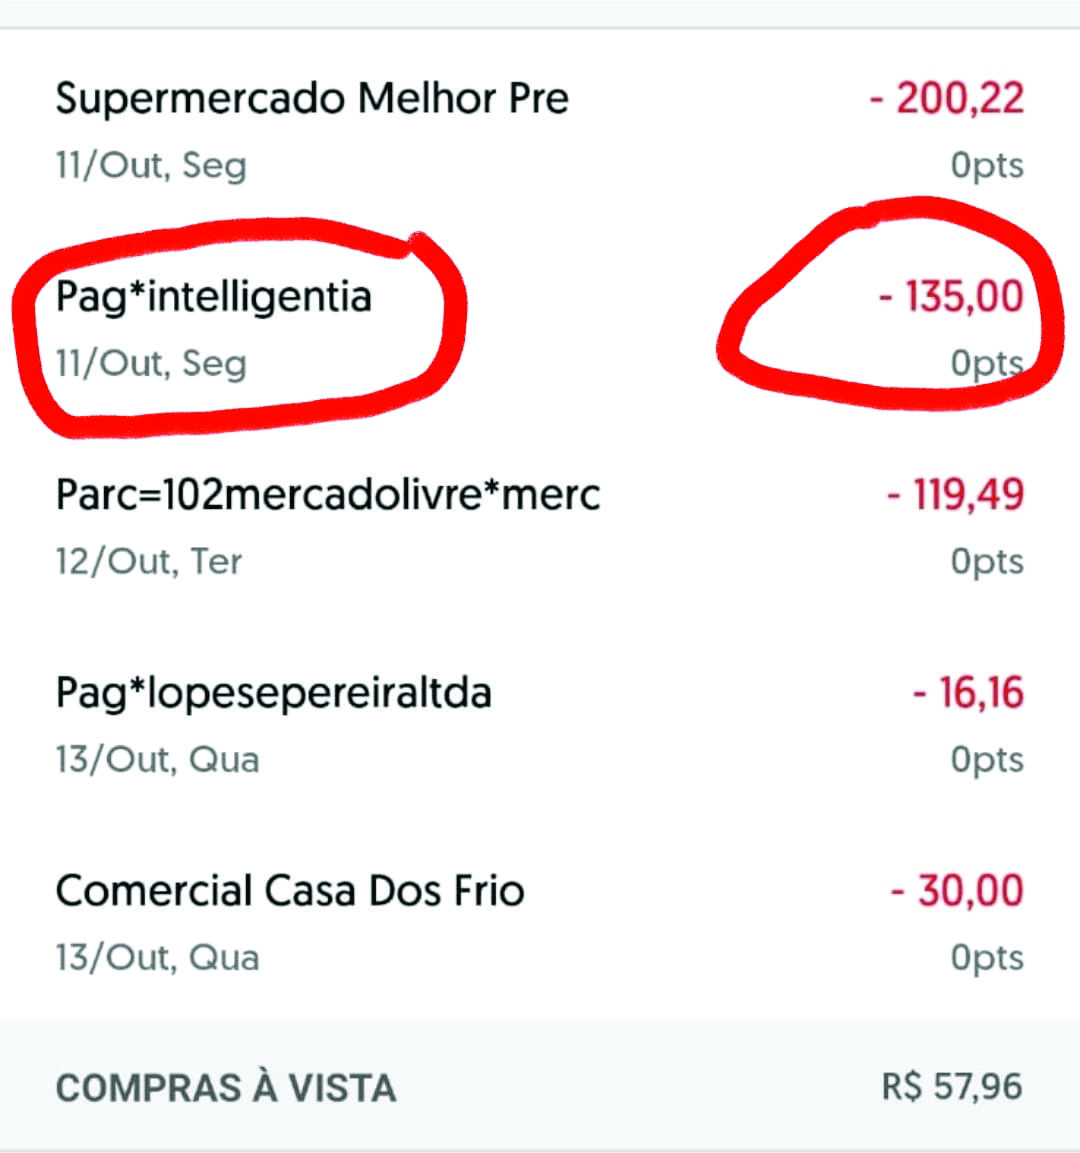 Supermercado Melhor Pre - 200,22
11/Out, Seg 0pts
Pag*intelligentia - 135,00
11/Out, Seg 0pts
Parc=102mercadolivre*merc - 119,49
12/Out, Ter 0pts
Pag*lopesepereiraltda - 16,16
13/Out, Qua 0pts
Comercial Casa Dos Frio - 30,00
13/Out, Qua 0pts
COMPRAS À VISTA R$ 57,96